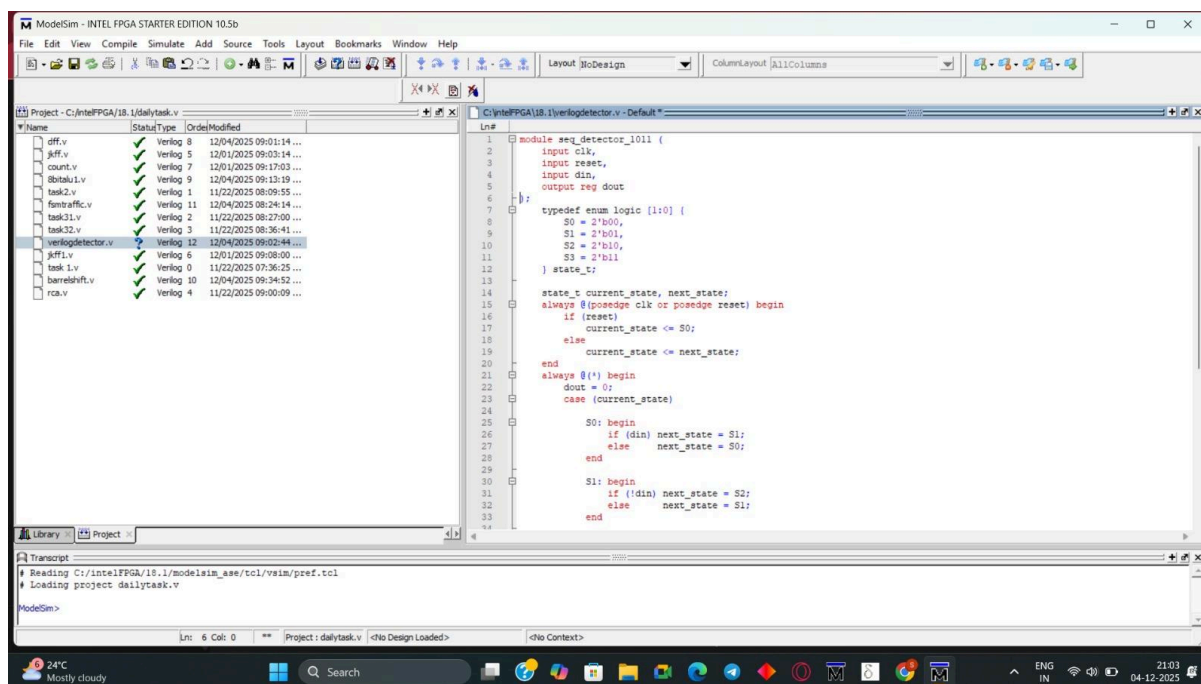 ModelSim - INTEL FPGA STARTER EDITION 10.5b
File Edit View Compile Simulate Add Source Tools Layout Bookmarks Window Help
Layout NoDesign
ColumnLayout AllColumns
Project - C:/intelFPGA/18.1/dailytask.v
Name Status Type Order Modified
dff.v Verilog 8 12/04/2025 09:01:14 ...
jkff.v Verilog 5 12/01/2025 09:03:14 ...
count.v Verilog 7 12/01/2025 09:17:03 ...
8bitalu1.v Verilog 9 12/04/2025 09:13:19 ...
task2.v Verilog 1 11/22/2025 08:09:55 ...
fsmtraffic.v Verilog 11 12/04/2025 08:24:14 ...
task31.v Verilog 2 11/22/2025 08:27:00 ...
task32.v Verilog 3 11/22/2025 08:36:41 ...
verilogdetector.v ? Verilog 12 12/04/2025 09:02:44 ...
jkff1.v Verilog 6 12/01/2025 09:08:00 ...
task 1.v Verilog 0 11/22/2025 07:36:25 ...
barrelshift.v Verilog 10 12/04/2025 09:34:52 ...
rca.v Verilog 4 11/22/2025 09:00:09 ...
Library Project
C:\intelFPGA\18.1\verilogdetector.v - Default *
Ln#
1 module seq_detector_1011 (
2 input clk,
3 input reset,
4 input din,
5 output reg dout
6 );
7 typedef enum logic [1:0] {
8 S0 = 2'b00,
9 S1 = 2'b01,
10 S2 = 2'b10,
11 S3 = 2'b11
12 } state_t;
13
14 state_t current_state, next_state;
15 always @(posedge clk or posedge reset) begin
16 if (reset)
17 current_state <= S0;
18 else
19 current_state <= next_state;
20 end
21 always @(*) begin
22 dout = 0;
23 case (current_state)
24
25 S0: begin
26 if (din) next_state = S1;
27 else next_state = S0;
28 end
29
30 S1: begin
31 if (!din) next_state = S2;
32 else next_state = S1;
33 end
34
Transcript
# Reading C:/intelFPGA/18.1/modelsim_ase/tcl/vsim/pref.tcl
# Loading project dailytask.v
ModelSim>
Ln: 6 Col: 0 ** Project : dailytask.v <No Design Loaded> <No Context>
6
24°C
Mostly cloudy
Search
ENG
IN
21:03
04-12-2025